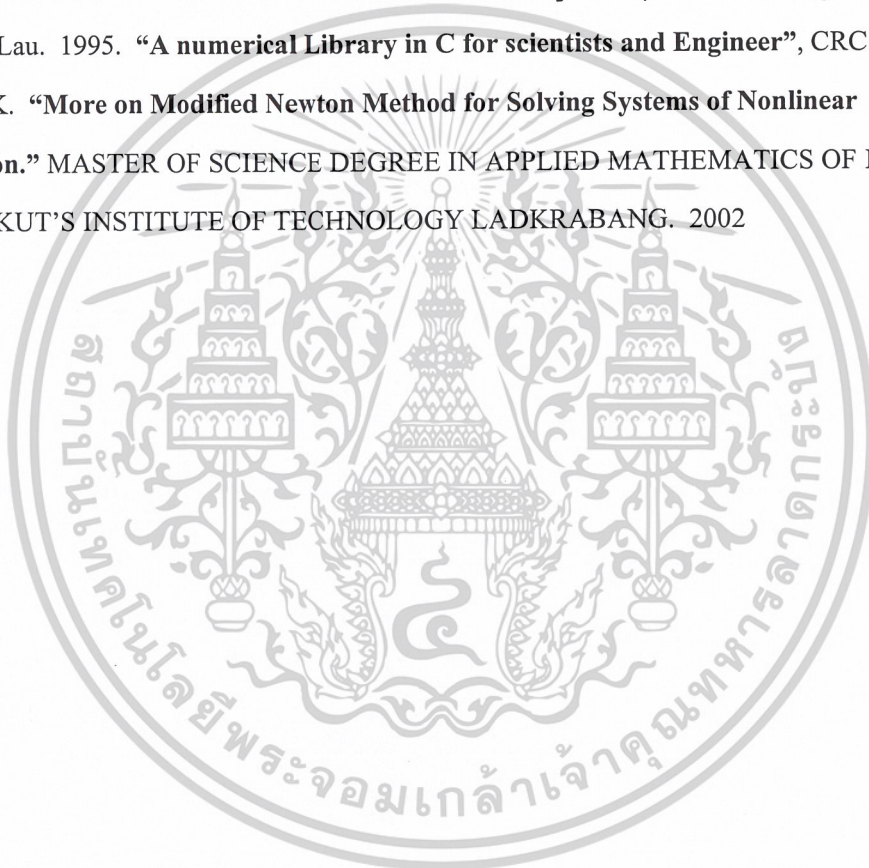 Lau. 1995. “A numerical Library in C for scientists and Engineer”, CRC
K. “More on Modified Newton Method for Solving Systems of Nonlinear
on.” MASTER OF SCIENCE DEGREE IN APPLIED MATHEMATICS OF
KUT’S INSTITUTE OF TECHNOLOGY LADKRABANG. 2002
สถาบันเทคโนโลยีพระจอมเกล้าเจ้าคุณทหารลาดกระบัง
๔